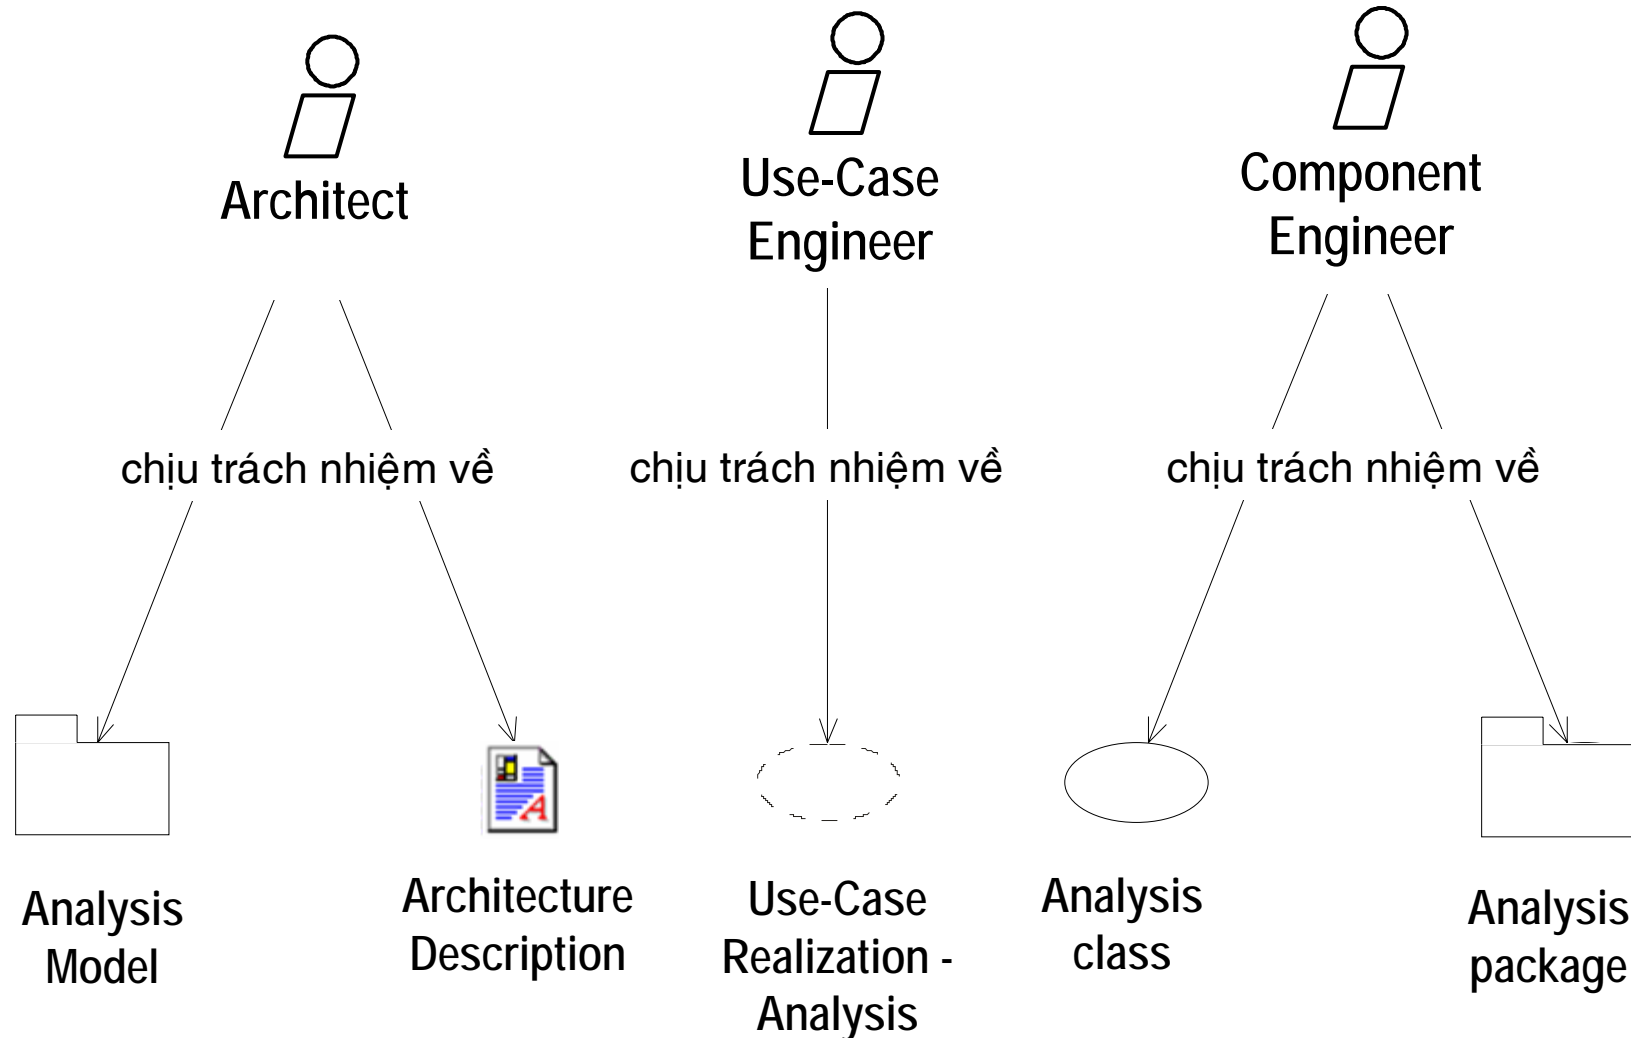 Architect
Use-Case
Engineer
Component
Engineer
chịu trách nhiệm về
chịu trách nhiệm về
chịu trách nhiệm về
Analysis
Model
Architecture
Description
Use-Case
Realization -
Analysis
Analysis
class
Analysis
package